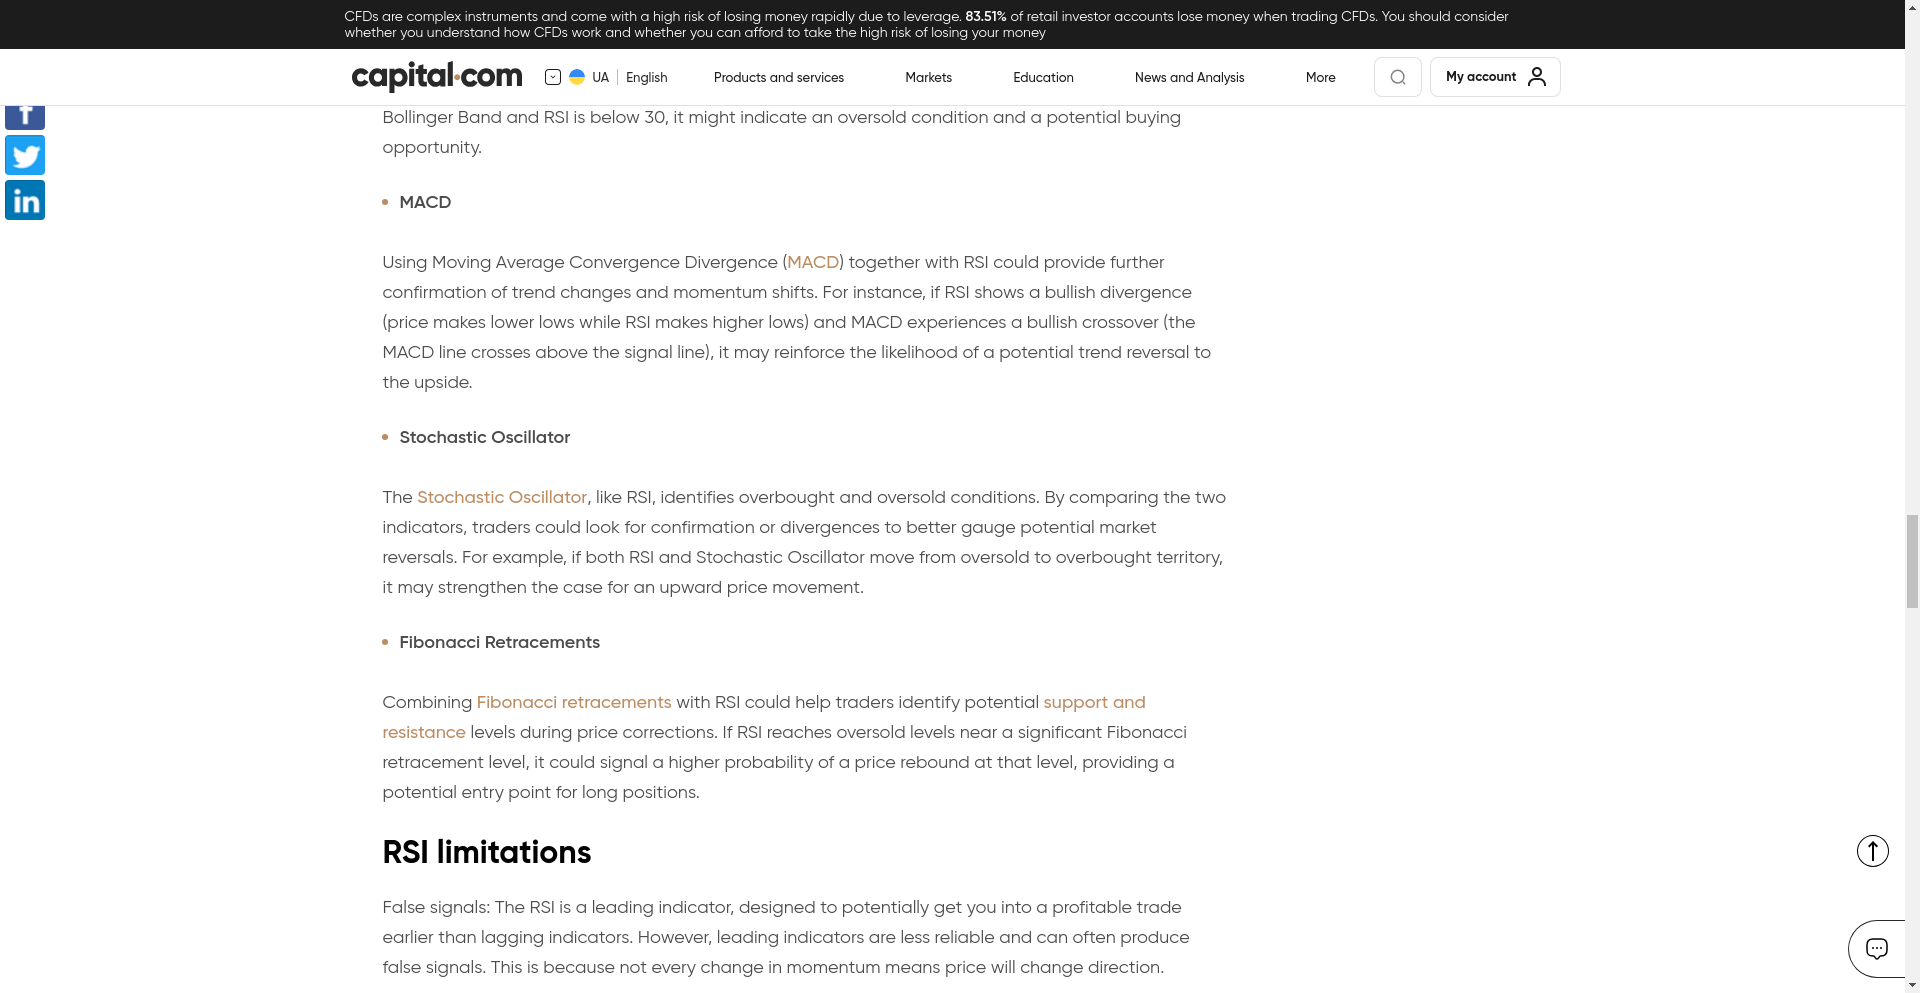 CFDs are complex instruments and come with a high risk of losing money rapidly due to leverage. 83.51% of retail investor accounts lose money when trading CFDs. You should consider
whether you understand how CFDs work and whether you can afford to take the high risk of losing your money
capital.com
UA
English
Products and services
Markets
Education
News and Analysis
More
My account
Bollinger Band and RSI is below 30, it might indicate an oversold condition and a potential buying
opportunity.
MACD
Using Moving Average Convergence Divergence (MACD) together with RSI could provide further
confirmation of trend changes and momentum shifts. For instance, if RSI shows a bullish divergence
(price makes lower lows while RSI makes higher lows) and MACD experiences a bullish crossover (the
MACD line crosses above the signal line), it may reinforce the likelihood of a potential trend reversal to
the upside.
Stochastic Oscillator
The Stochastic Oscillator, like RSI, identifies overbought and oversold conditions. By comparing the two
indicators, traders could look for confirmation or divergences to better gauge potential market
reversals. For example, if both RSI and Stochastic Oscillator move from oversold to overbought territory,
it may strengthen the case for an upward price movement.
Fibonacci Retracements
Combining Fibonacci retracements with RSI could help traders identify potential support and
resistance levels during price corrections. If RSI reaches oversold levels near a significant Fibonacci
retracement level, it could signal a higher probability of a price rebound at that level, providing a
potential entry point for long positions.
RSI limitations
False signals: The RSI is a leading indicator, designed to potentially get you into a profitable trade
earlier than lagging indicators. However, leading indicators are less reliable and can often produce
false signals. This is because not every change in momentum means price will change direction.